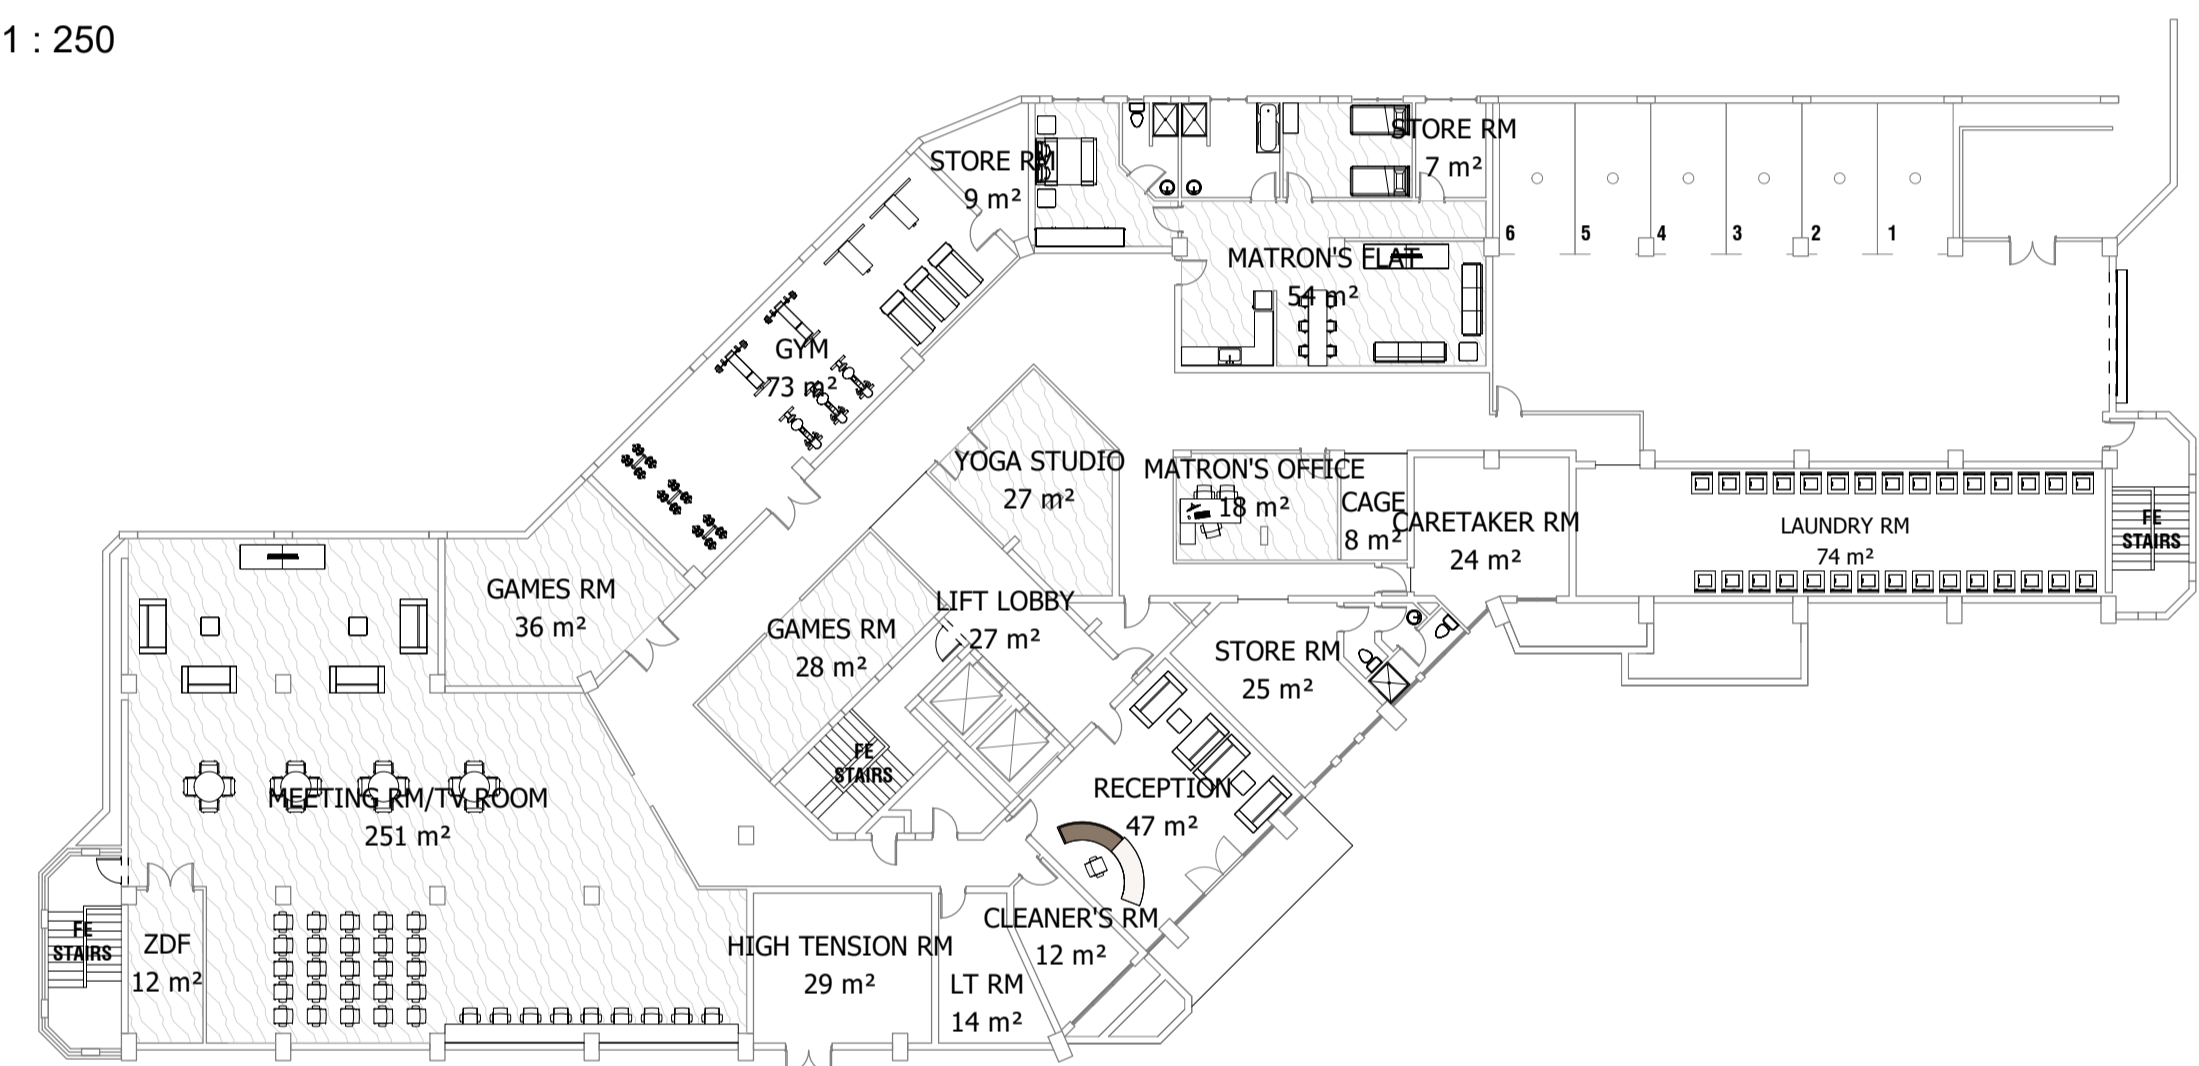 1 : 250
STORE RM
7 m²
STORE RM
9 m²
6
5
4
3
2
1
MATRON'S FLAT
54 m²
GYM
73 m²
YOGA STUDIO
27 m²
MATRON'S OFFICE
18 m²
CAGE
8 m²
CARETAKER RM
24 m²
LAUNDRY RM
74 m²
FE
STAIRS
GAMES RM
36 m²
GAMES RM
28 m²
LIFT LOBBY
27 m²
STORE RM
25 m²
FE
STAIRS
MEETING RM/TV ROOM
251 m²
RECEPTION
47 m²
FE
STAIRS
ZDF
12 m²
HIGH TENSION RM
29 m²
CLEANER'S RM
12 m²
LT RM
14 m²